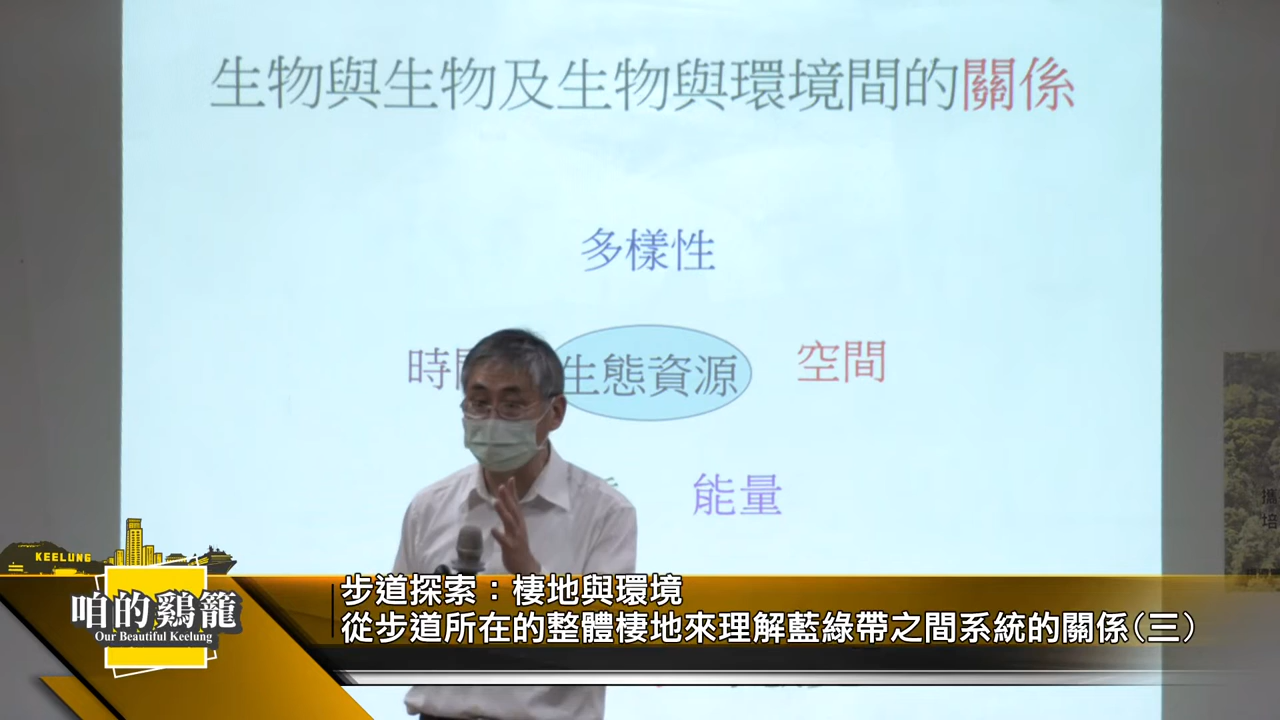 生物與生物及生物與環境間的關係
多樣性
時
生態資源
空間
能量
KEELUNG
咱的鷄籠
Our Beautiful Keelung
步道探索：棲地與環境
從步道所在的整體棲地來理解藍綠帶之間系統的關係(三)